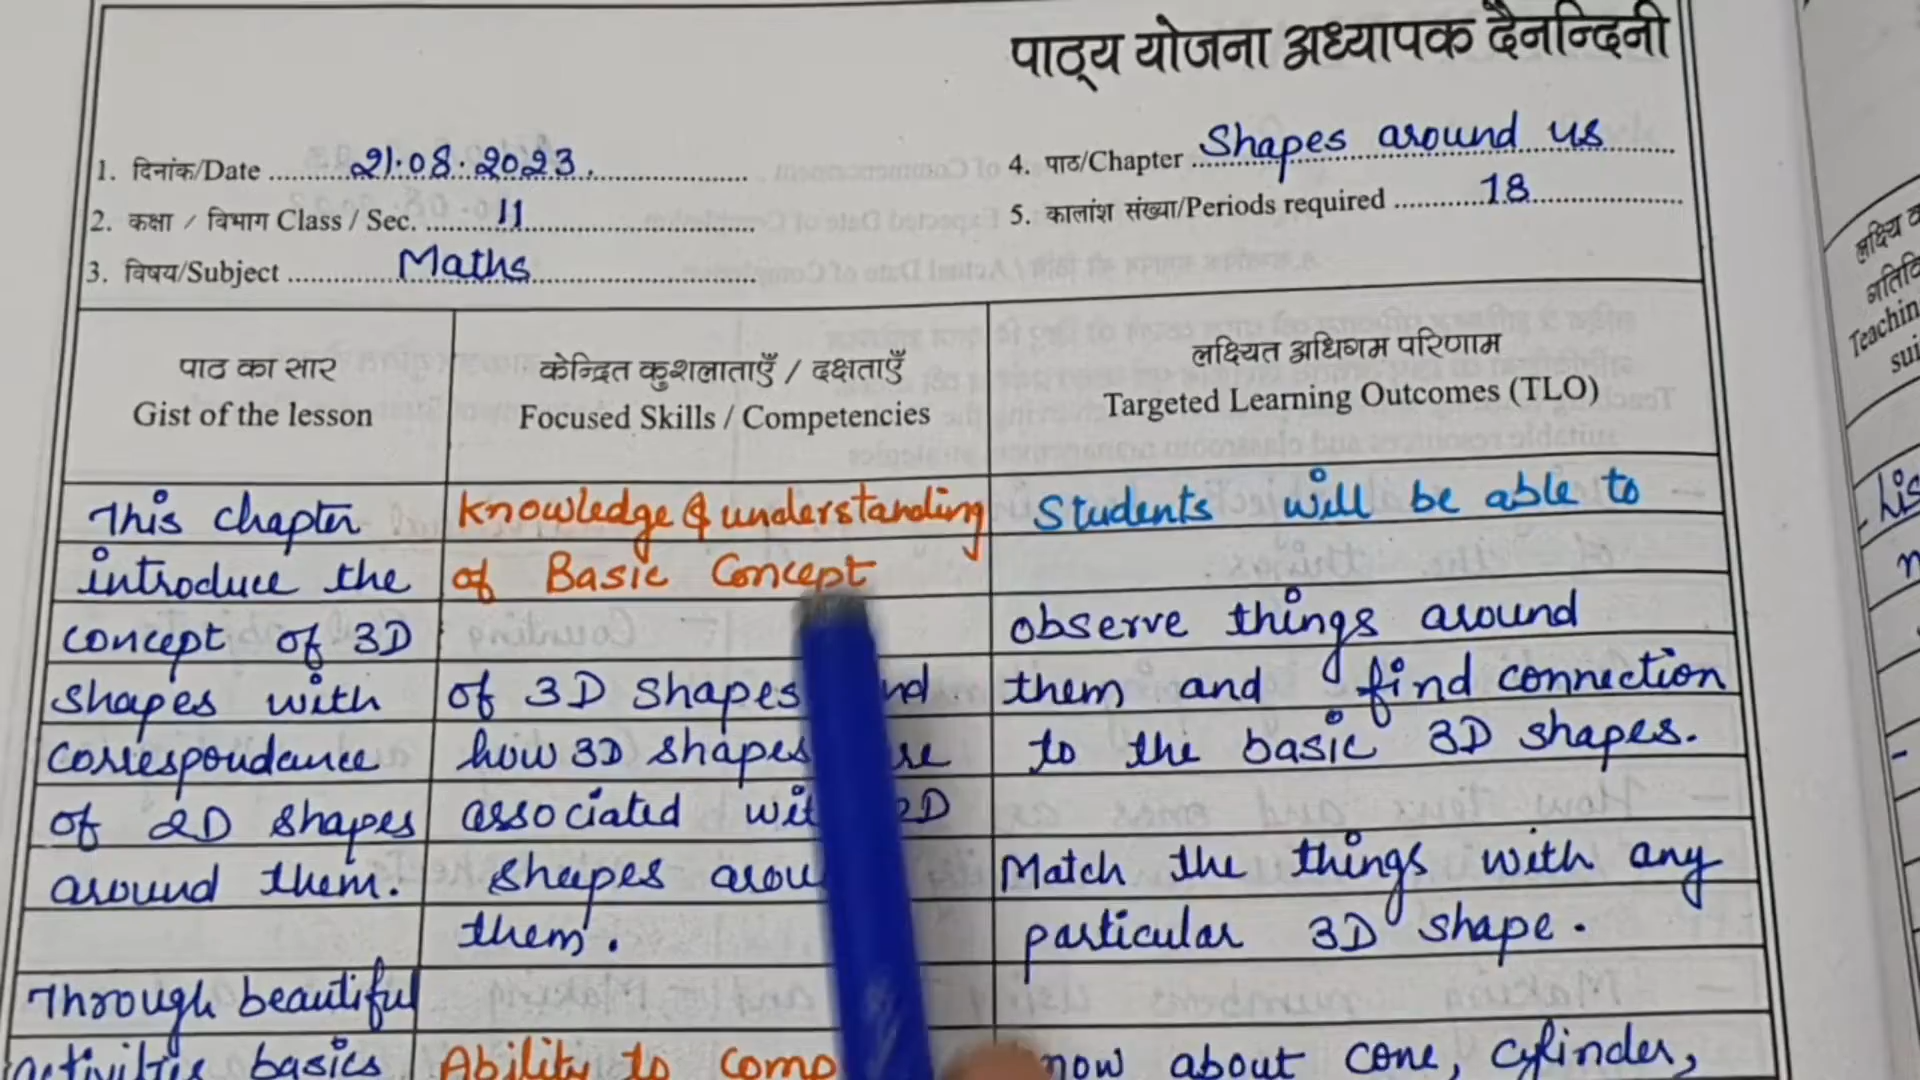 पाठ्य योजना अध्यापक दैनन्दिनी
1. दिनांक/Date 21.08.2023.
2. कक्षा / विभाग Class / Sec. II
3. विषय/Subject Maths
4. पाठ/Chapter Shapes around us
5. कालांश संख्या/Periods required 18
पाठ का सार
Gist of the lesson
This chapter
introduce the
concept of 3D
shapes with
correspondance
of 2D shapes
around them.
Through beautiful
activities basics
केन्द्रित कुशलाताएँ / दक्षताएँ
Focused Skills / Competencies
Knowledge & understanding
of Basic Concept
of 3D shapes
how 3D shapes
associated 2D
shapes
them.
Ability to
लक्ष्यित अधिगम परिणाम
Targeted Learning Outcomes (TLO)
Students will be able to
observe things around
them and find connection
to the basic 3D shapes.
Match the things with any
particular 3D shape.
about cone, cylinder,
Teachin